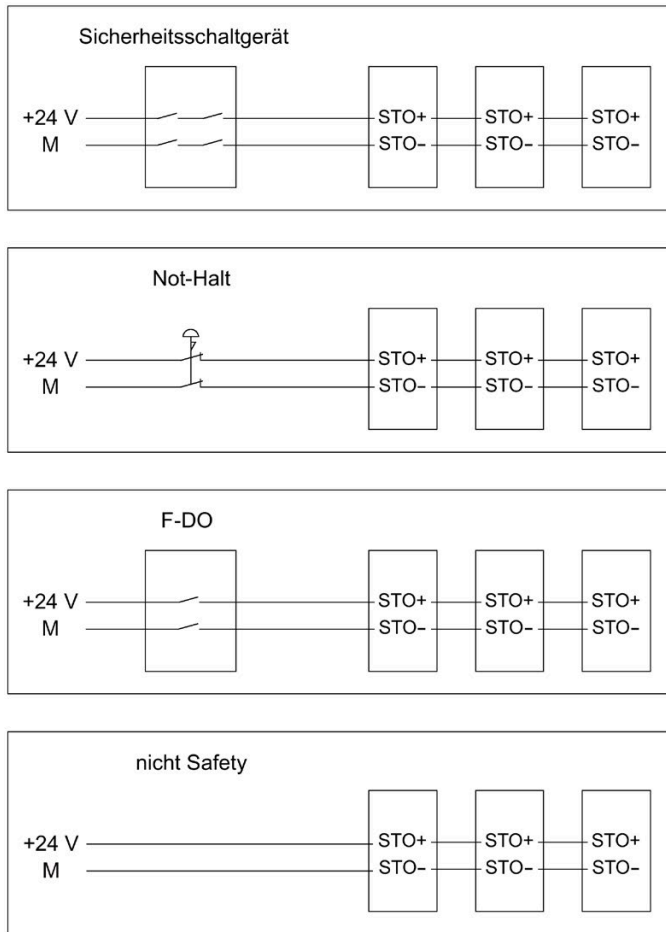 Sicherheitsschaltgerät
+24 V STO+ STO+ STO+
M STO− STO− STO−
Not-Halt
+24 V STO+ STO+ STO+
M STO− STO− STO−
F-DO
+24 V STO+ STO+ STO+
M STO− STO− STO−
nicht Safety
+24 V STO+ STO+ STO+
M STO− STO− STO−